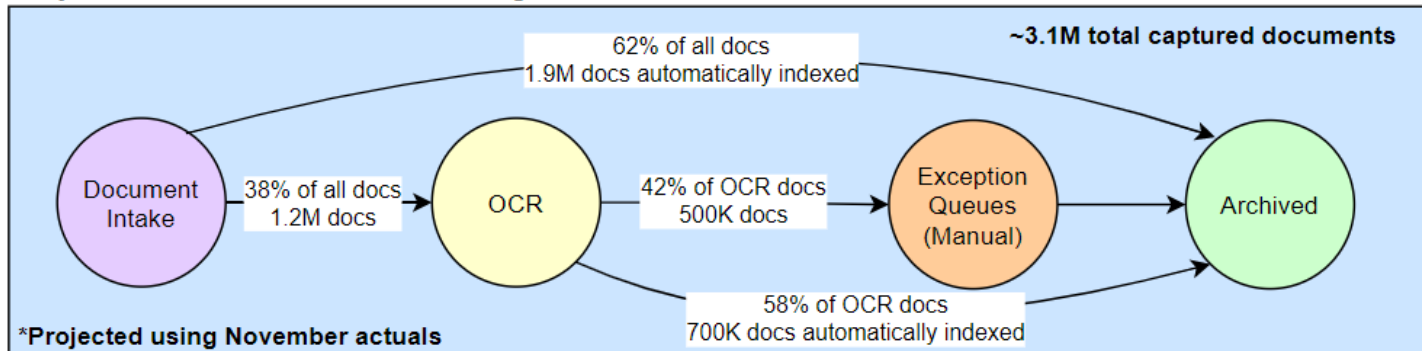 ~3.1M total captured documents
62% of all docs
1.9M docs automatically indexed
Document
Intake
38% of all docs
1.2M docs
OCR
42% of OCR docs
500K docs
Exception
Queues
(Manual)
Archived
58% of OCR docs
700K docs automatically indexed
*Projected using November actuals